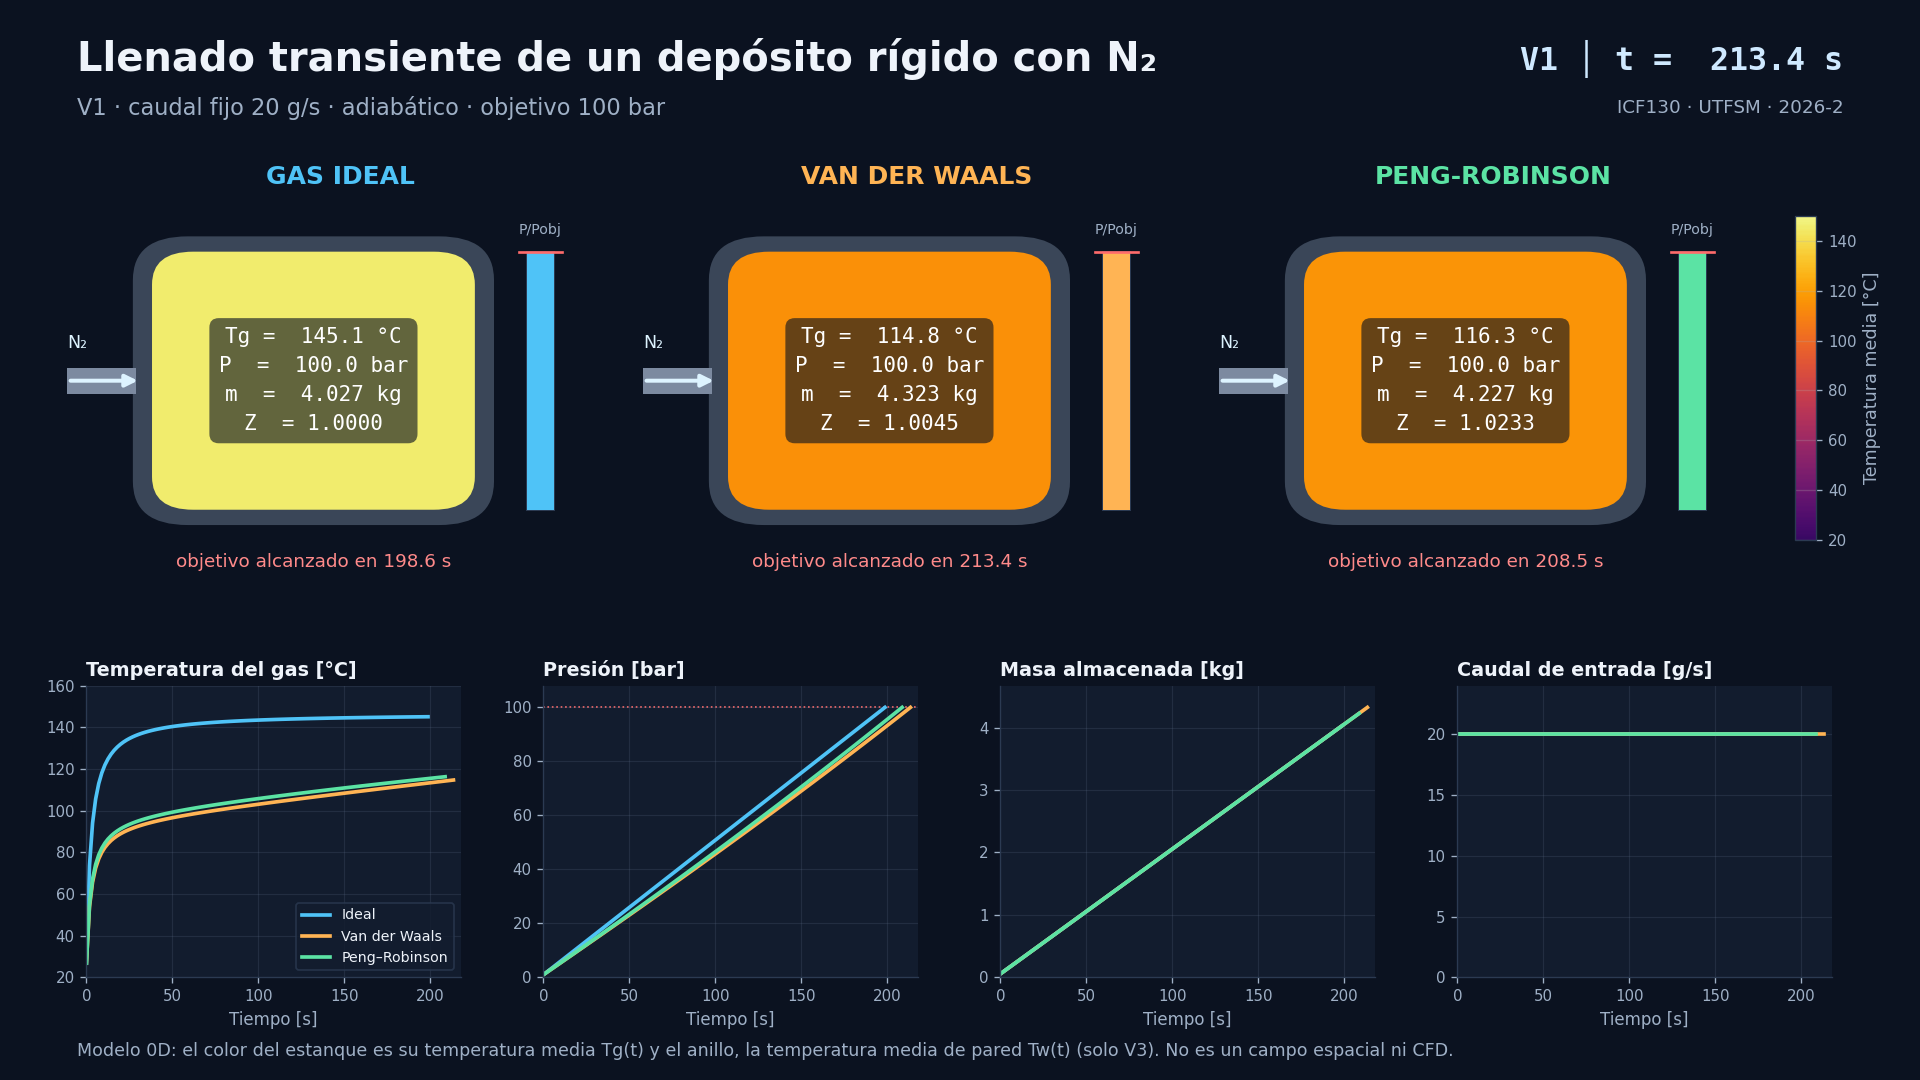 Llenado transiente de un depósito rígido con N₂
V1 │ t =  213.4 s
V1 · caudal fijo 20 g/s · adiabático · objetivo 100 bar
ICF130 · UTFSM · 2026-2
GAS IDEAL
VAN DER WAALS
PENG-ROBINSON
P/Pobj
P/Pobj
P/Pobj
N₂
Tg =  145.1 °C
P  =  100.0 bar
m  =  4.027 kg
Z  = 1.0000
N₂
Tg =  114.8 °C
P  =  100.0 bar
m  =  4.323 kg
Z  = 1.0045
N₂
Tg =  116.3 °C
P  =  100.0 bar
m  =  4.227 kg
Z  = 1.0233
140
120
100
80
60
40
20
Temperatura media [°C]
objetivo alcanzado en 198.6 s
objetivo alcanzado en 213.4 s
objetivo alcanzado en 208.5 s
Temperatura del gas [°C]
160
140
120
100
80
60
40
20
0 50 100 150 200
Tiempo [s]
Ideal
Van der Waals
Peng–Robinson
Presión [bar]
100
80
60
40
20
0
0 50 100 150 200
Tiempo [s]
Masa almacenada [kg]
4
3
2
1
0
0 50 100 150 200
Tiempo [s]
Caudal de entrada [g/s]
20
15
10
5
0
0 50 100 150 200
Tiempo [s]
Modelo 0D: el color del estanque es su temperatura media Tg(t) y el anillo, la temperatura media de pared Tw(t) (solo V3). No es un campo espacial ni CFD.